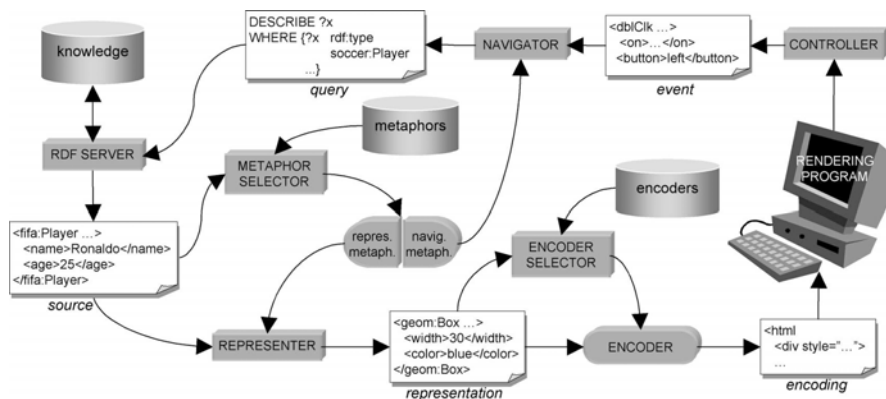 knowledge
DESCRIBE ?x
WHERE {?x rdf:type
soccer:Player
...}
query
NAVIGATOR
<dblClk ...>
<on>...</on>
<button>left</button>
event
CONTROLLER
metaphors
RDF SERVER
METAPHOR
SELECTOR
encoders
RENDERING
PROGRAM
<fifa:Player ...>
<name>Ronaldo</name>
<age>25</age>
</fifa:Player>
source
repres.
metaph.
navig.
metaph.
ENCODER
SELECTOR
REPRESENTER
<geom:Box ...>
<width>30</width>
<color>blue</color>
</geom:Box>
representation
ENCODER
<html
<div style="...">
...
encoding